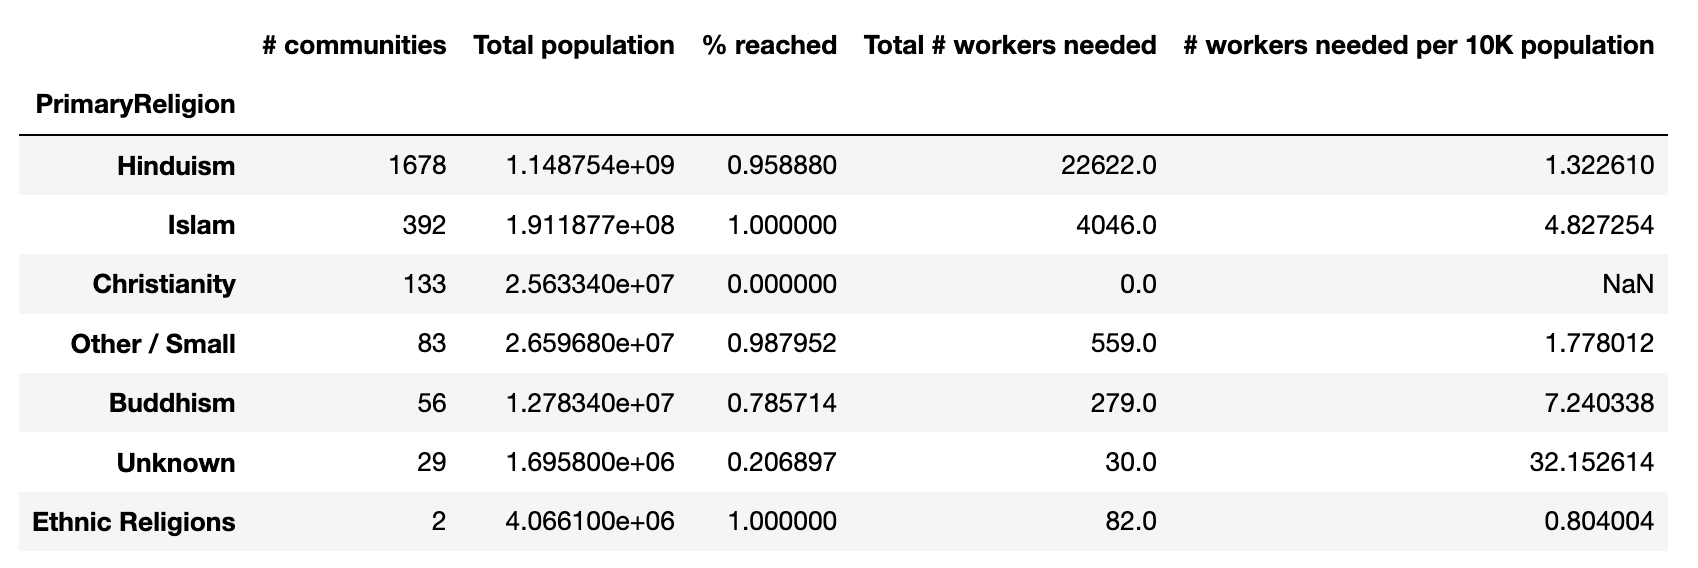 # communities Total population % reached Total # workers needed # workers needed per 10K population
PrimaryReligion
Hinduism 1678 1.148754e+09 0.958880 22622.0 1.322610
Islam 392 1.911877e+08 1.000000 4046.0 4.827254
Christianity 133 2.563340e+07 0.000000 0.0 NaN
Other / Small 83 2.659680e+07 0.987952 559.0 1.778012
Buddhism 56 1.278340e+07 0.785714 279.0 7.240338
Unknown 29 1.695800e+06 0.206897 30.0 32.152614
Ethnic Religions 2 4.066100e+06 1.000000 82.0 0.804004